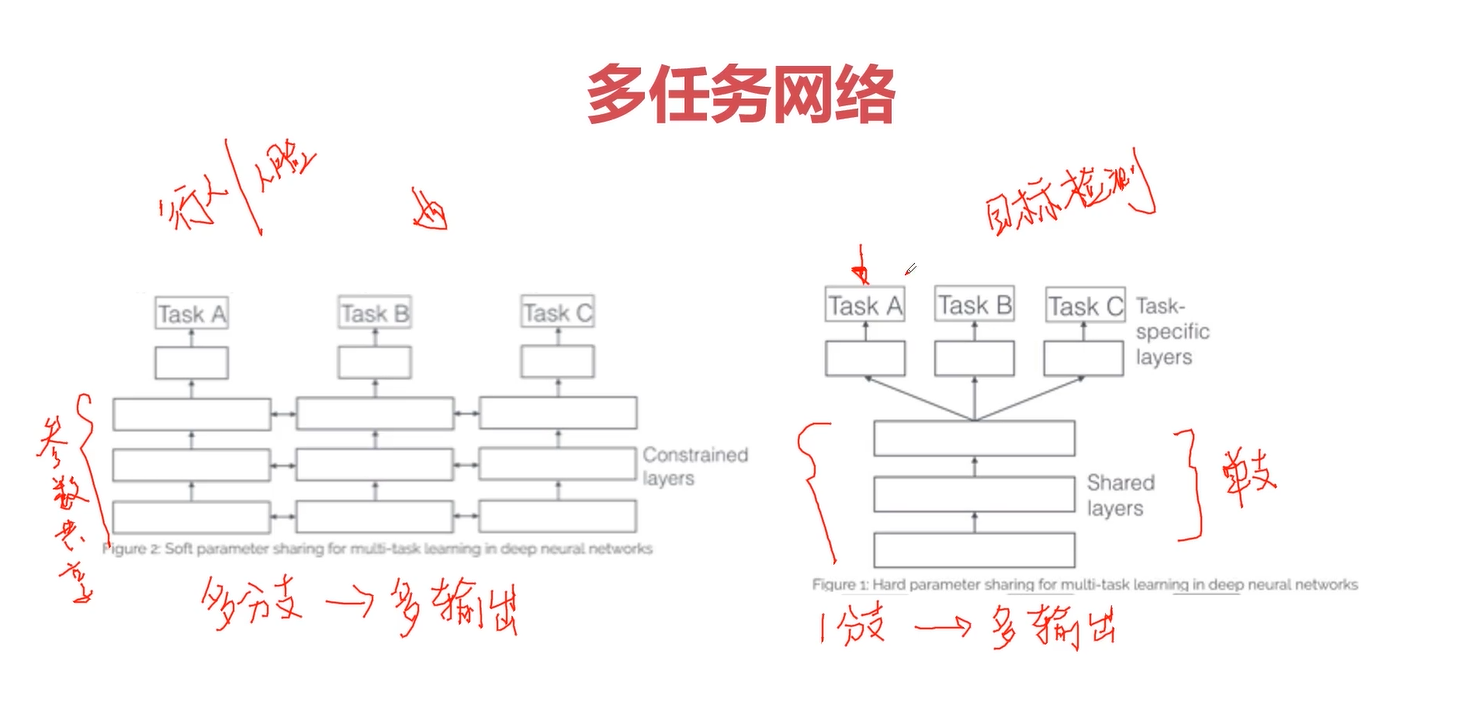 多任务网络
行人/人脸
目标检测
Task A
Task B
Task C
Constrained
layers
参数共享
Figure 2: Soft parameter sharing for multi-task learning in deep neural networks
多分支 → 多输出
Task A
Task B
Task C
Task-
specific
layers
Shared
layers
单支
Figure 1: Hard parameter sharing for multi-task learning in deep neural networks
1分支 → 多输出